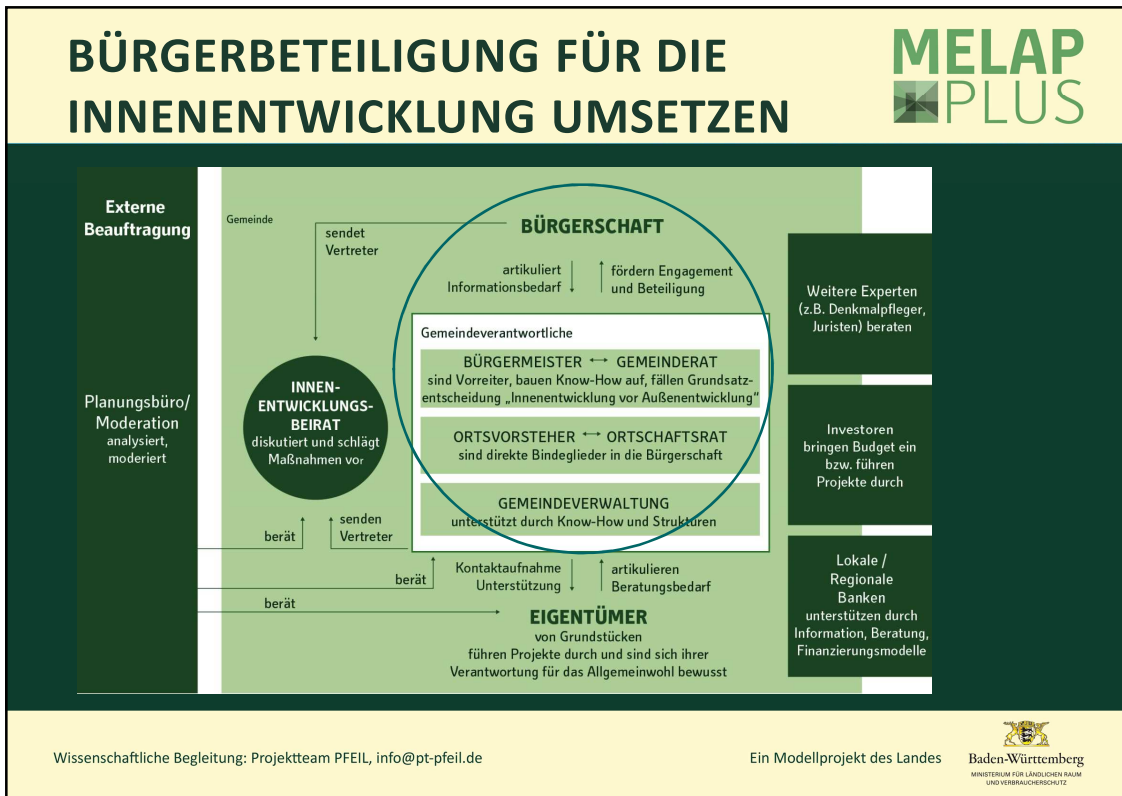 BÜRGERBETEILIGUNG FÜR DIE
INNENENTWICKLUNG UMSETZEN
MELAP
PLUS
Externe
Beauftragung
Planungsbüro/
Moderation
analysiert,
moderiert
Gemeinde
sendet
Vertreter
BÜRGERSCHAFT
artikuliert
Informationsbedarf
fördern Engagement
und Beteiligung
INNEN-
ENTWICKLUNGS-
BEIRAT
diskutiert und schlägt
Maßnahmen vor
Gemeindeverantwortliche
BÜRGERMEISTER ↔ GEMEINDERAT
sind Vorreiter, bauen Know-How auf, fällen Grundsatz-
entscheidung „Innenentwicklung vor Außenentwicklung“
ORTSVORSTEHER ↔ ORTSCHAFTSRAT
sind direkte Bindeglieder in die Bürgerschaft
GEMEINDEVERWALTUNG
unterstützt durch Know-How und Strukturen
berät
senden
Vertreter
berät
berät
Kontaktaufnahme
Unterstützung
artikulieren
Beratungsbedarf
EIGENTÜMER
von Grundstücken
führen Projekte durch und sind sich ihrer
Verantwortung für das Allgemeinwohl bewusst
Weitere Experten
(z.B. Denkmalpfleger,
Juristen) beraten
Investoren
bringen Budget ein
bzw. führen
Projekte durch
Lokale /
Regionale
Banken
unterstützen durch
Information, Beratung,
Finanzierungsmodelle
Wissenschaftliche Begleitung: Projektteam PFEIL, info@pt-pfeil.de
Ein Modellprojekt des Landes
Baden-Württemberg
MINISTERIUM FÜR LÄNDLICHEN RAUM
UND VERBRAUCHERSCHUTZ